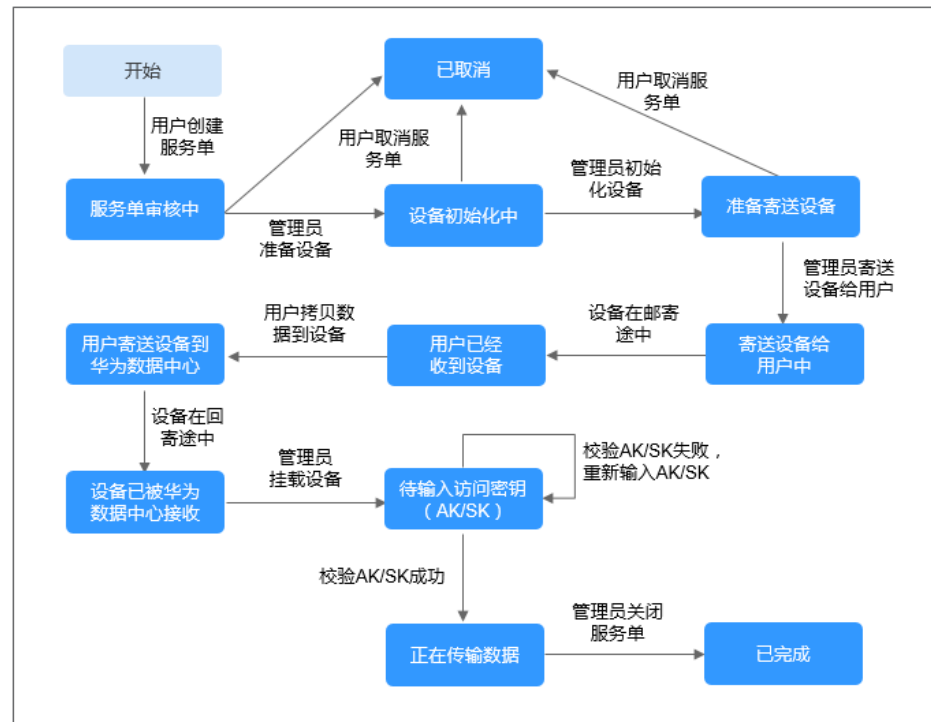 开始
已取消
用户取消服
务单
用户创建
服务单
用户取消服
务单
管理员初始
化设备
服务单审核中
设备初始化中
准备寄送设备
管理员
准备设备
管理员寄送
设备给用户
用户拷贝数
据到设备
设备在邮寄
途中
用户寄送设备到
华为数据中心
用户已经
收到设备
寄送设备给
用户中
设备在回
寄途中
管理员
挂载设备
校验AK/SK失败，
重新输入AK/SK
设备已被华为
数据中心接收
待输入访问密钥
（AK/SK）
校验AK/SK成功
管理员关闭
服务单
正在传输数据
已完成